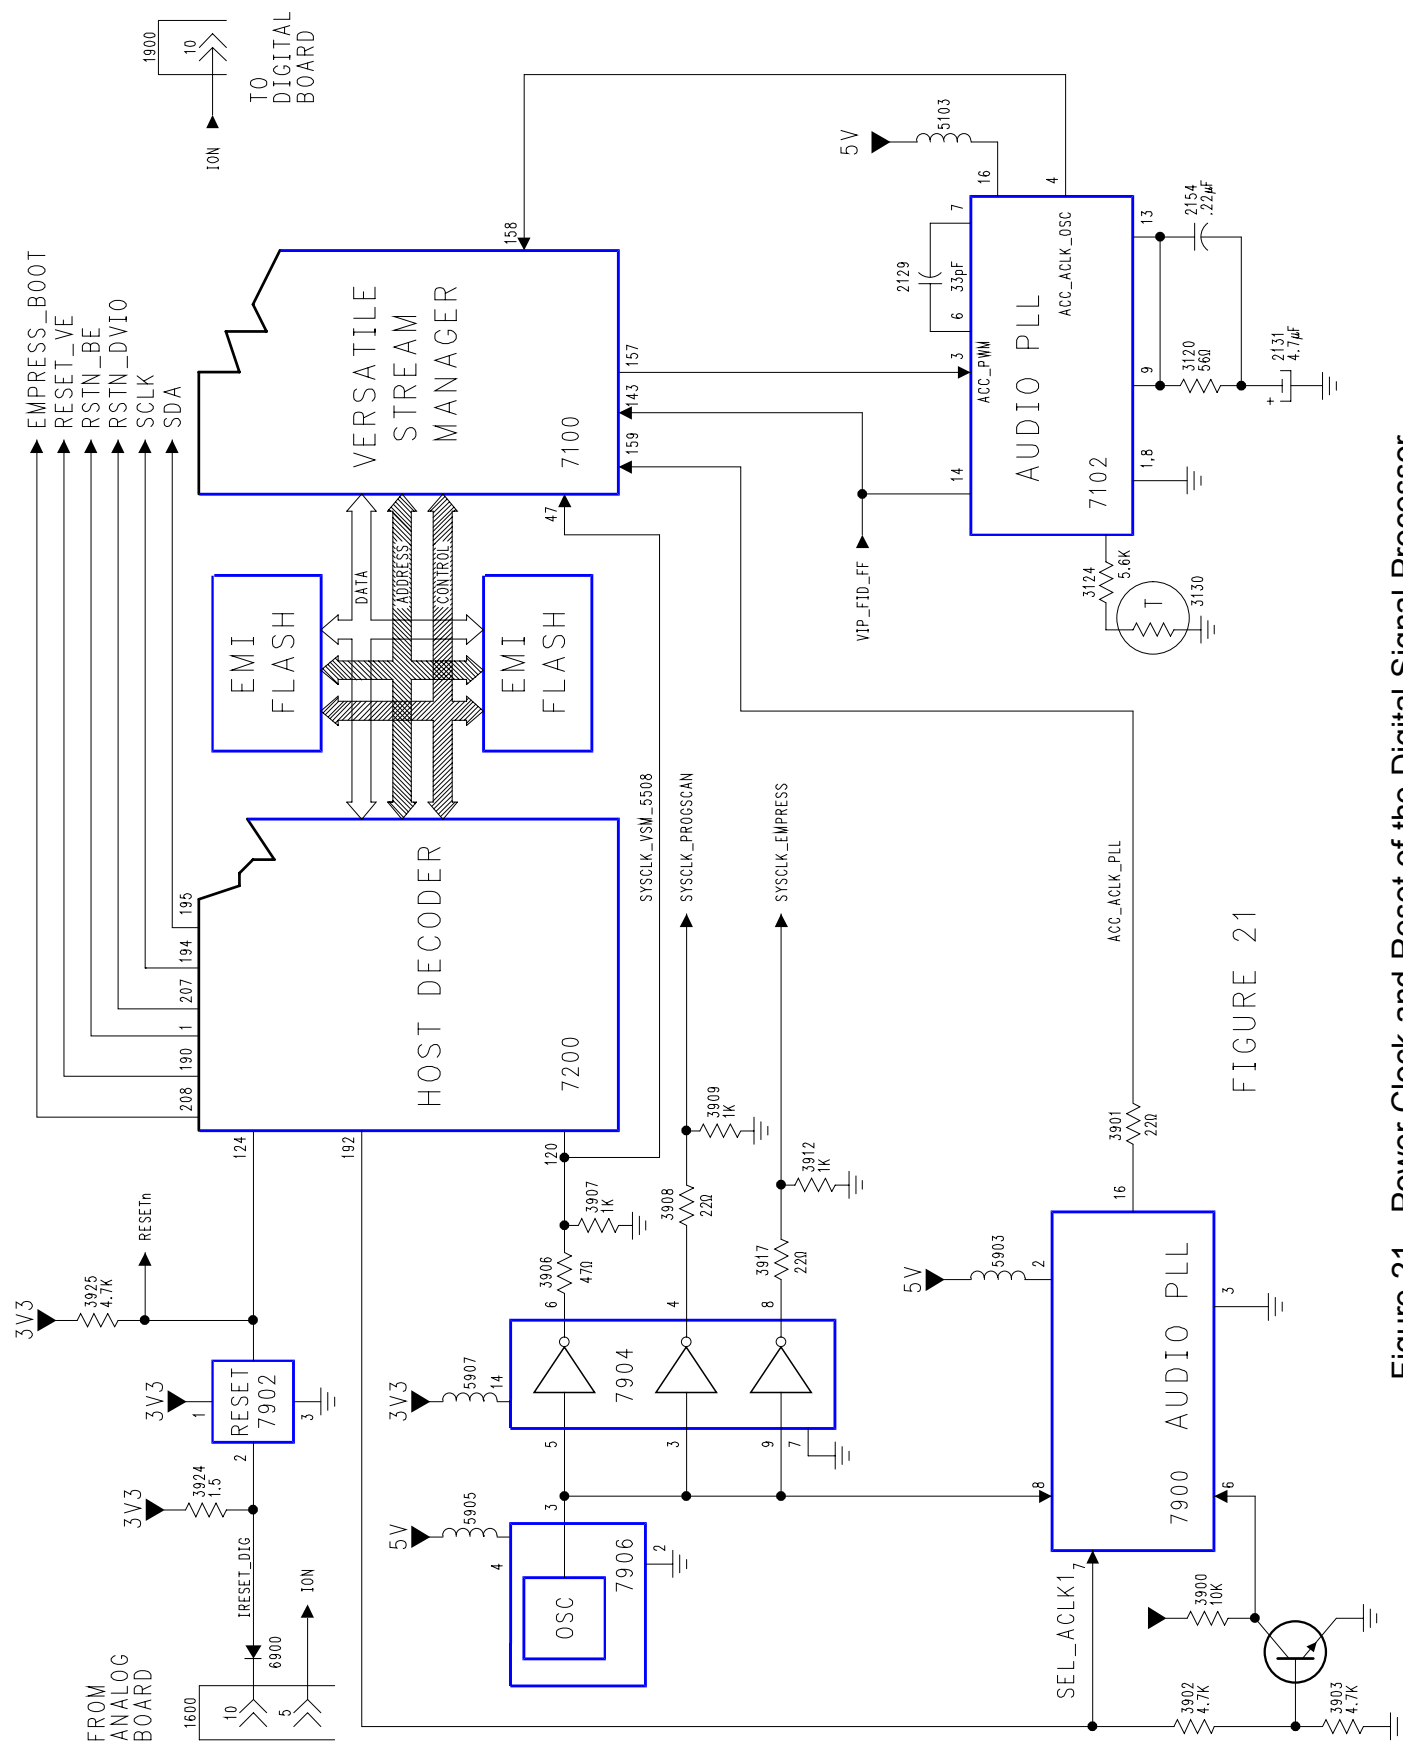 FROM
ANALOG
BOARD
1600
10
5
6900
IRESET_DIG
ION
3V3
3924
1.5
2
3V3
1
RESET
7902
3
3V3
3925
4.7K
RESETn
124
192
208
190
1
207
194
195
EMPRESS_BOOT
RESET_VE
RSTN_BE
RSTN_DVIO
SCLK
SDA
HOST DECODER
7200
120
EMI
FLASH
EMI
FLASH
DATA
ADDRESS
CONTROL
VERSATILE
STREAM
MANAGER
7100
47
159
143
157
158
ION
1900
10
TO
DIGITAL
BOARD
5V
5905
4
OSC
7906
2
3
3V3
5907
14
5
3
9
7
7904
6
4
8
3906
47Ω
3907
1K
3908
22Ω
3909
1K
3917
22Ω
3912
1K
SYSCLK_VSM_5508
SYSCLK_PROGSCAN
SYSCLK_EMPRESS
VIP_FID_FF
SEL_ACLK1
7
8
6
7900 AUDIO PLL
5V
5903
2
3
16
3901
22Ω
ACC_ACLK_PLL
3900
10K
3902
4.7K
3903
4.7K
5V
5103
16
4
7
6
2129
33pF
3
ACC_PWM
14
AUDIO PLL
7102
ACC_ACLK_OSC
13
9
1,8
2154
.22µF
3120
56Ω
+
2131
4.7µF
3124
5.6K
T
3130
FIGURE 21
Figure 21 Power Clock and Reset of the Digital Signal Processor